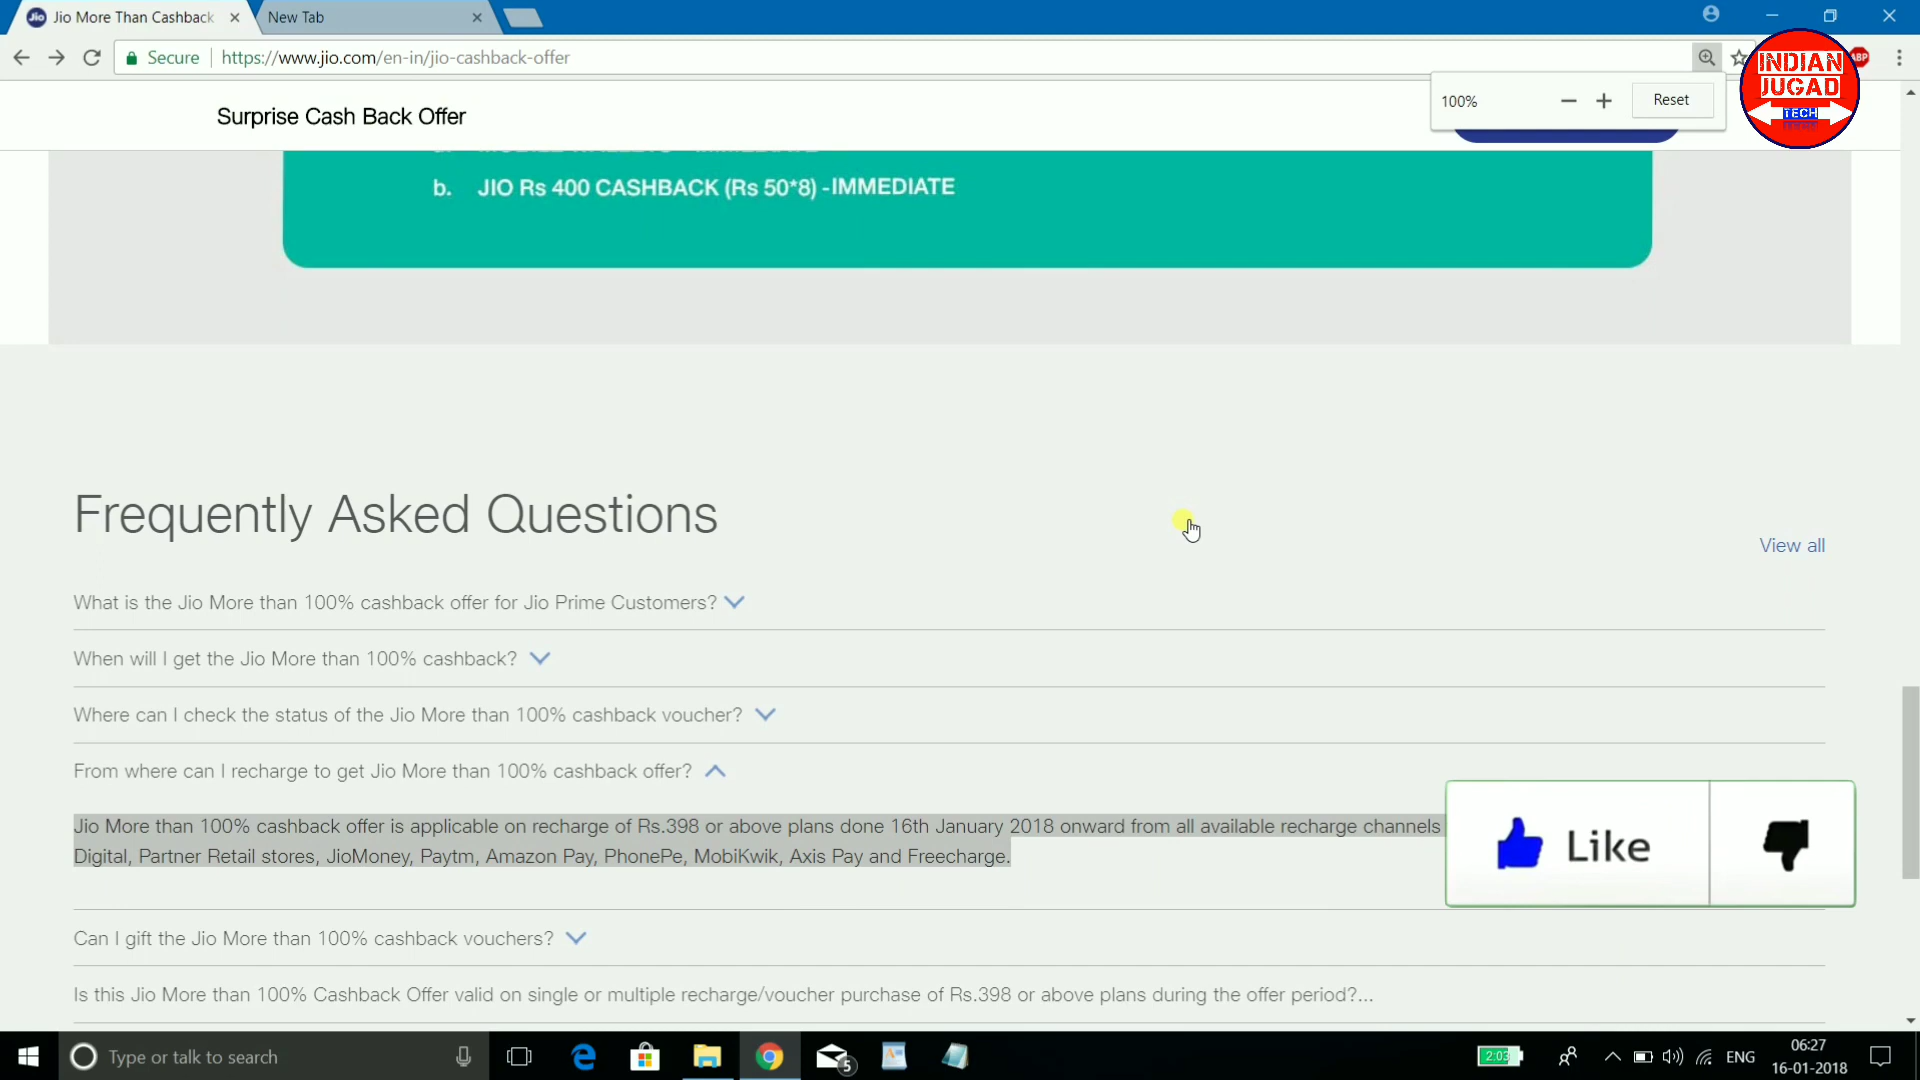 Jio More Than Cashback
New Tab
Secure
https://www.jio.com/en-in/jio-cashback-offer
ABP
INDIAN
JUGAD
TECH
100%
Reset
Surprise Cash Back Offer
b. JIO Rs 400 CASHBACK (Rs 50*8) -IMMEDIATE
Frequently Asked Questions
View all
What is the Jio More than 100% cashback offer for Jio Prime Customers?
When will I get the Jio More than 100% cashback?
Where can I check the status of the Jio More than 100% cashback voucher?
From where can I recharge to get Jio More than 100% cashback offer?
Jio More than 100% cashback offer is applicable on recharge of Rs.398 or above plans done 16th January 2018 onward from all available recharge channels
Digital, Partner Retail stores, JioMoney, Paytm, Amazon Pay, PhonePe, MobiKwik, Axis Pay and Freecharge.
Like
Can I gift the Jio More than 100% cashback vouchers?
Is this Jio More than 100% Cashback Offer valid on single or multiple recharge/voucher purchase of Rs.398 or above plans during the offer period?...
Type or talk to search
5
2:03
ENG
06:27
16-01-2018